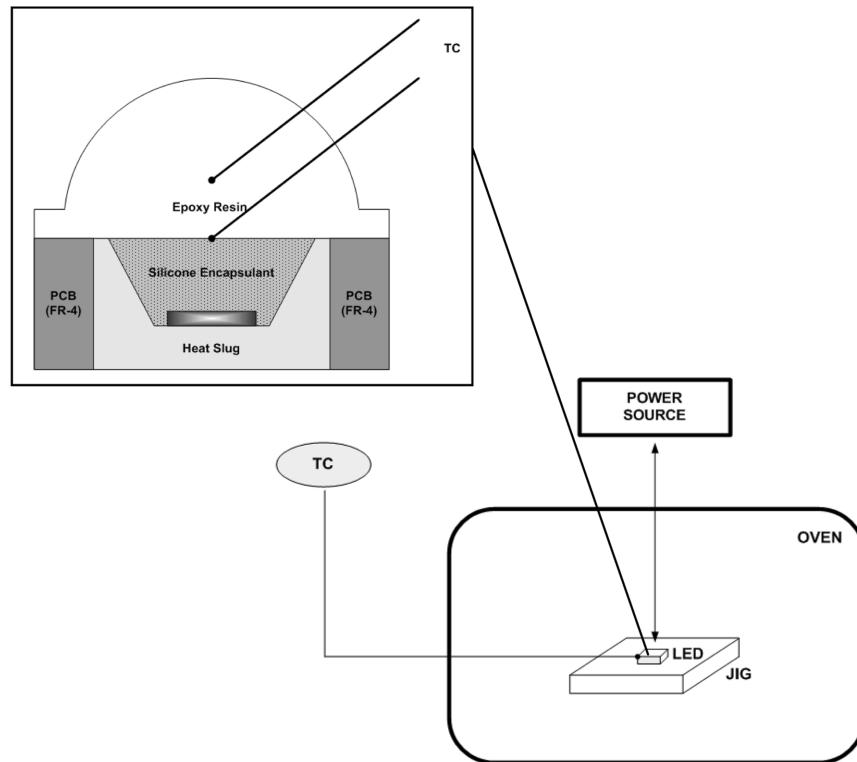 TC
Epoxy Resin
Silicone Encapsulant
PCB
(FR-4)
PCB
(FR-4)
Heat Slug
POWER
SOURCE
TC
OVEN
LED
JIG